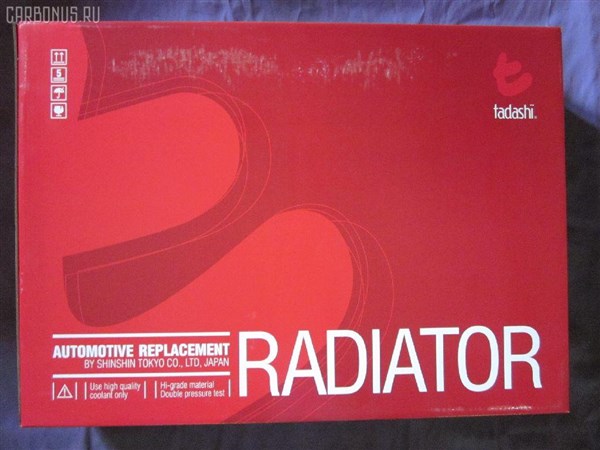 CARBONUS.RU
5
tadashi®
AUTOMOTIVE REPLACEMENT
BY SHINSHIN TOKYO CO., LTD, JAPAN
Use high quality
coolant only
Hi-grade material
Double pressure test
RADIATOR